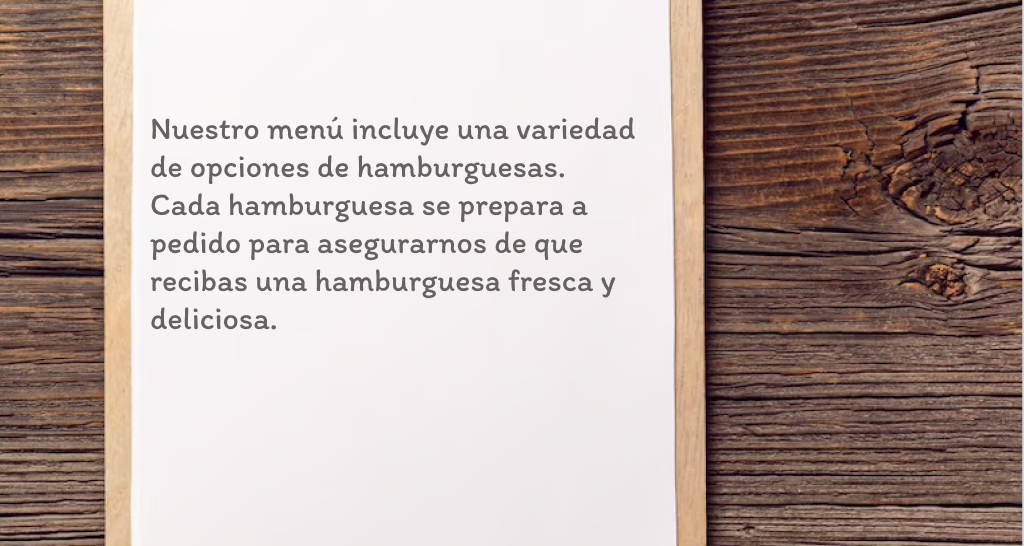 Nuestro menú incluye una variedad
de opciones de hamburguesas.
Cada hamburguesa se prepara a
pedido para asegurarnos de que
recibas una hamburguesa fresca y
deliciosa.